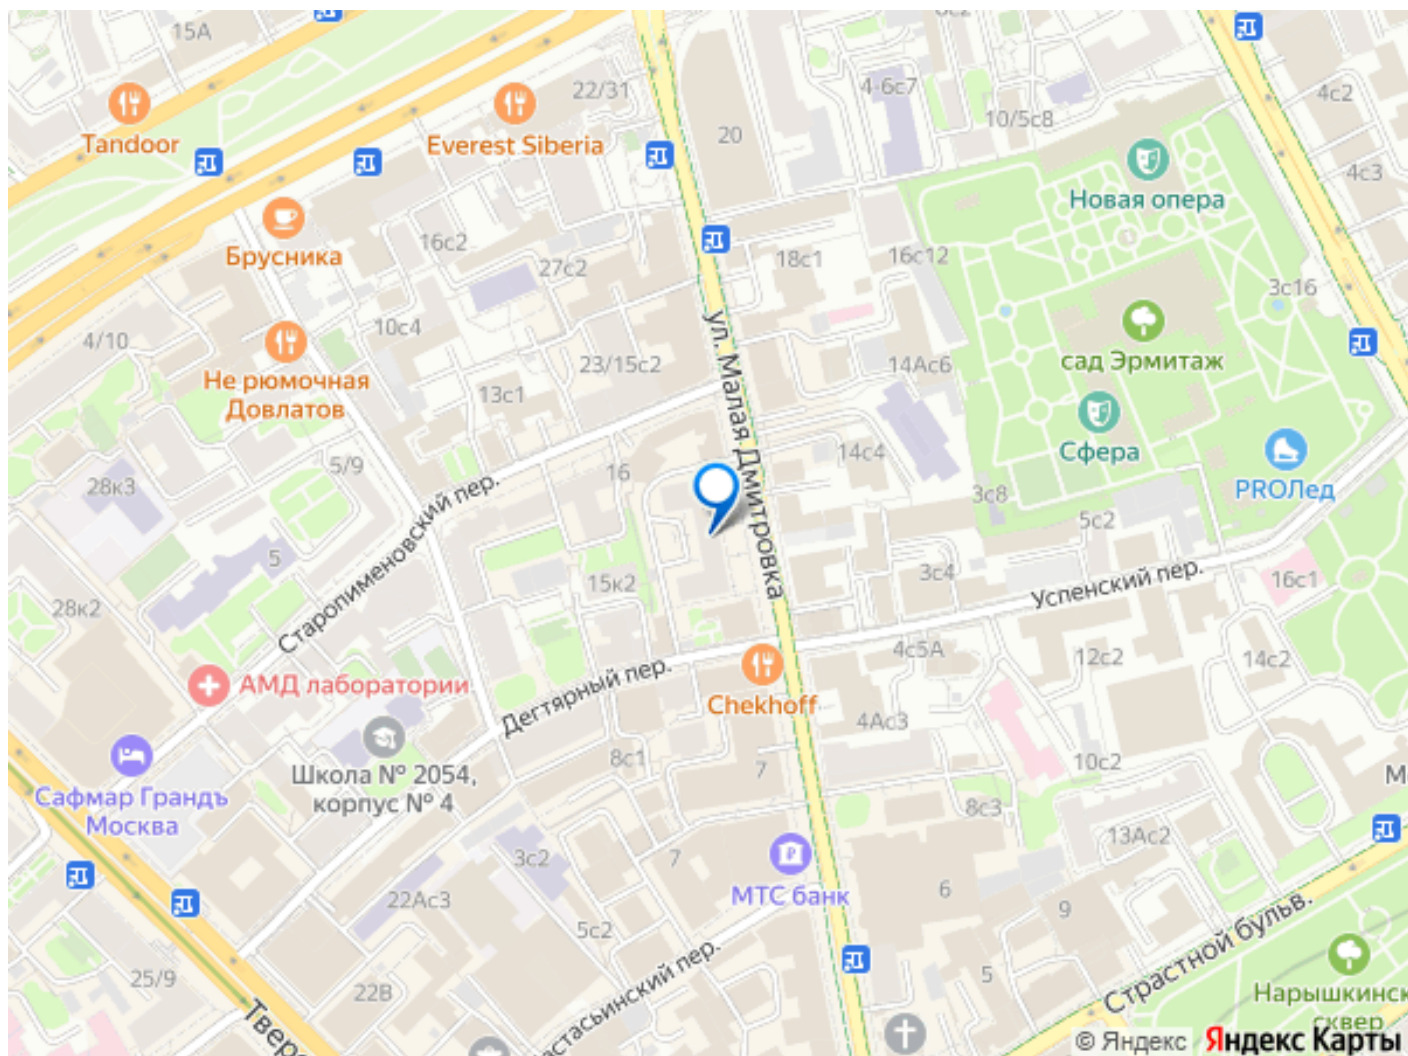 15А
6с2
Tandoor
22/31
Everest Siberia
20
4-6с7
10/5с8
4с2
4с3
Новая опера
Брусника
16с2
27с2
18с1
16с12
3с16
4/10
10с4
Не рюмочная
Довлатов
13с1
23/15с2
14Ас6
сад Эрмитаж
ул. Малая Дмитровка
Сфера
5/9
28к3
16
14с4
3с8
PROЛед
5с2
Старопименовский пер.
5
28к2
15к2
3с4
Успенский пер.
16с1
4с5А
12с2
14с2
Дегтярный пер.
АМД лаборатории
Chekhoff
4Ас3
Школа № 2054,
корпус № 4
8с1
7
10с2
Сафмар Грандъ
Москва
8с3
13Ас2
3с2
7
МТС банк
6
9
22Ас3
5с2
Страстной бульв.
25/9
22В
5
Нарышкинск
сквер
Тверс
астасьинский пер.
© Яндекс Яндекс Карты